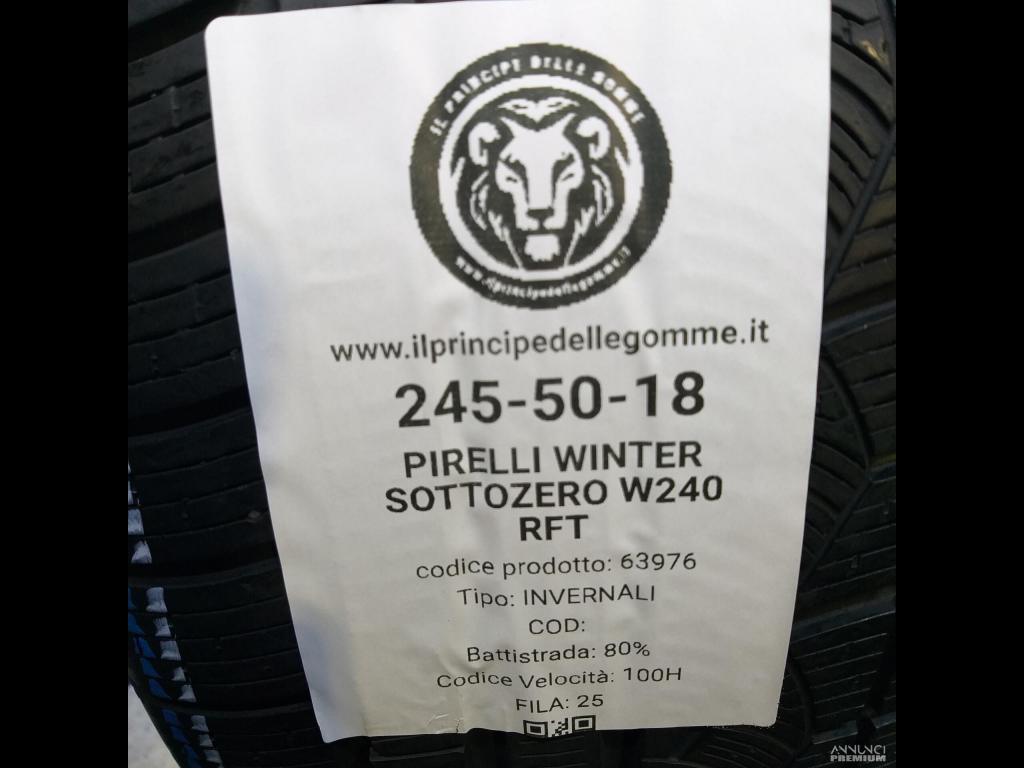 IL PRINCIPE DELLE GOMME
www.ilprincipedellegomme.it
www.ilprincipedellegomme.it
245-50-18
PIRELLI WINTER
SOTTOZERO W240
RFT
codice prodotto: 63976
Tipo: INVERNALI
COD:
Battistrada: 80%
Codice Velocità: 100H
FILA: 25
ANNUNCI
PREMIUM